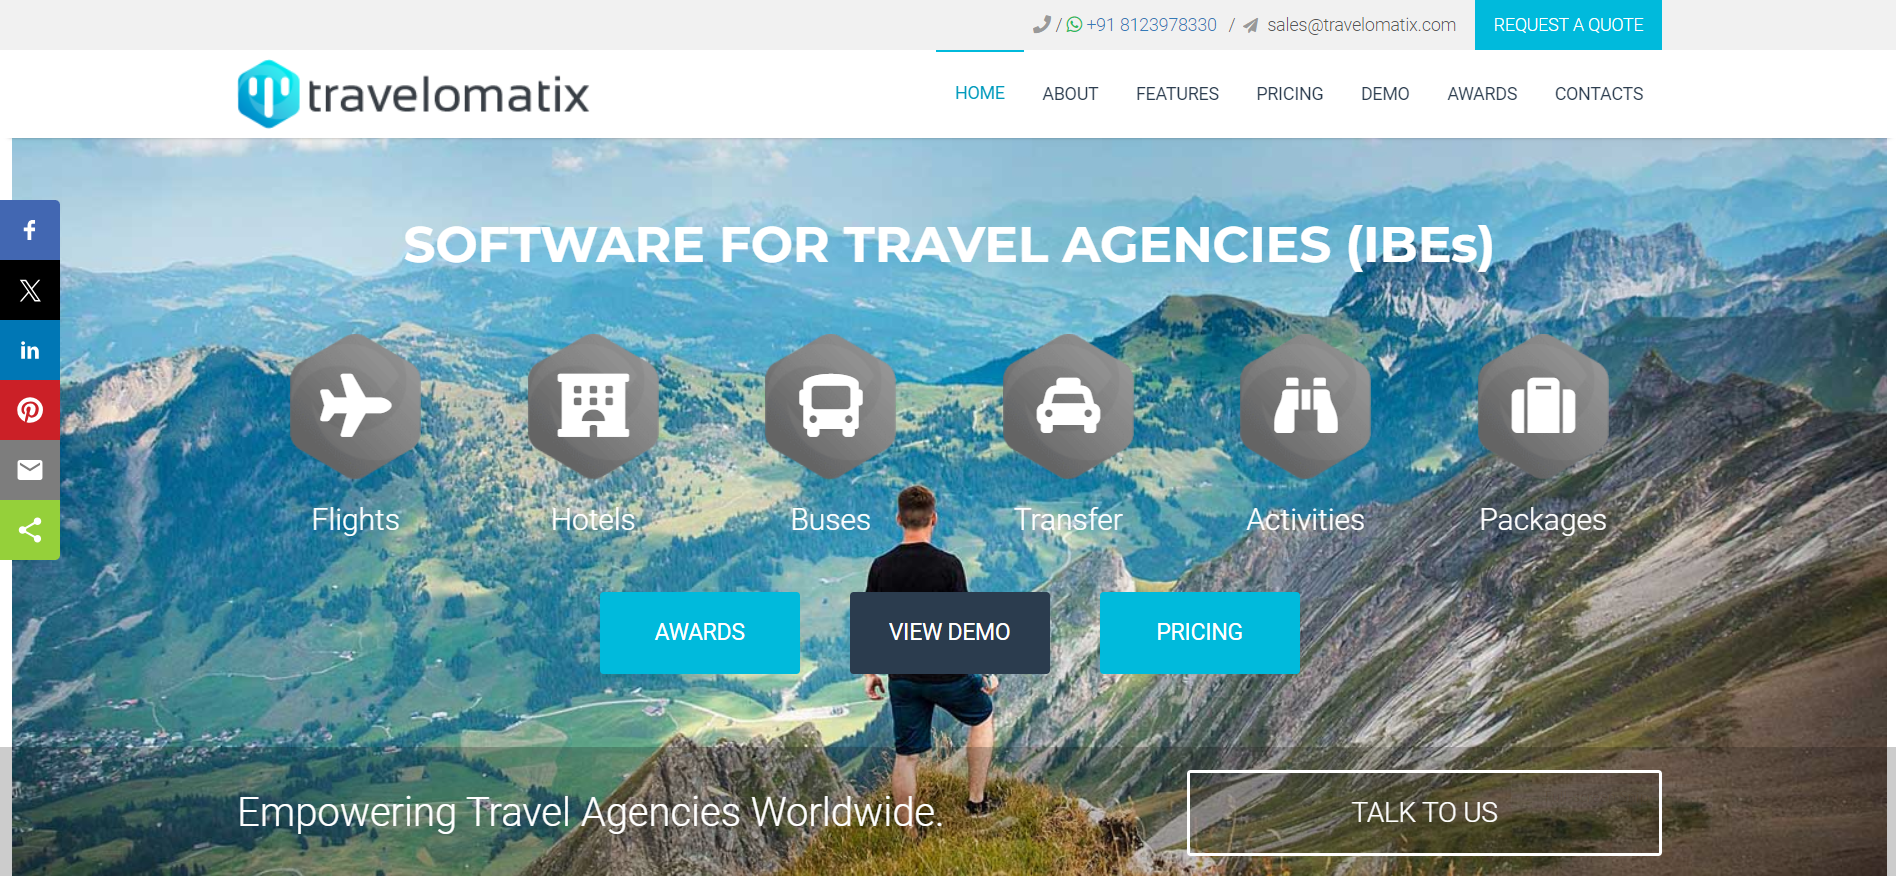 / +91 8123978330 / sales@travelomatix.com REQUEST A QUOTE
travelomatix HOME ABOUT FEATURES PRICING DEMO AWARDS CONTACTS
SOFTWARE FOR TRAVEL AGENCIES (IBEs)
Flights Hotels Buses Transfer Activities Packages
AWARDS VIEW DEMO PRICING
Empowering Travel Agencies Worldwide. TALK TO US